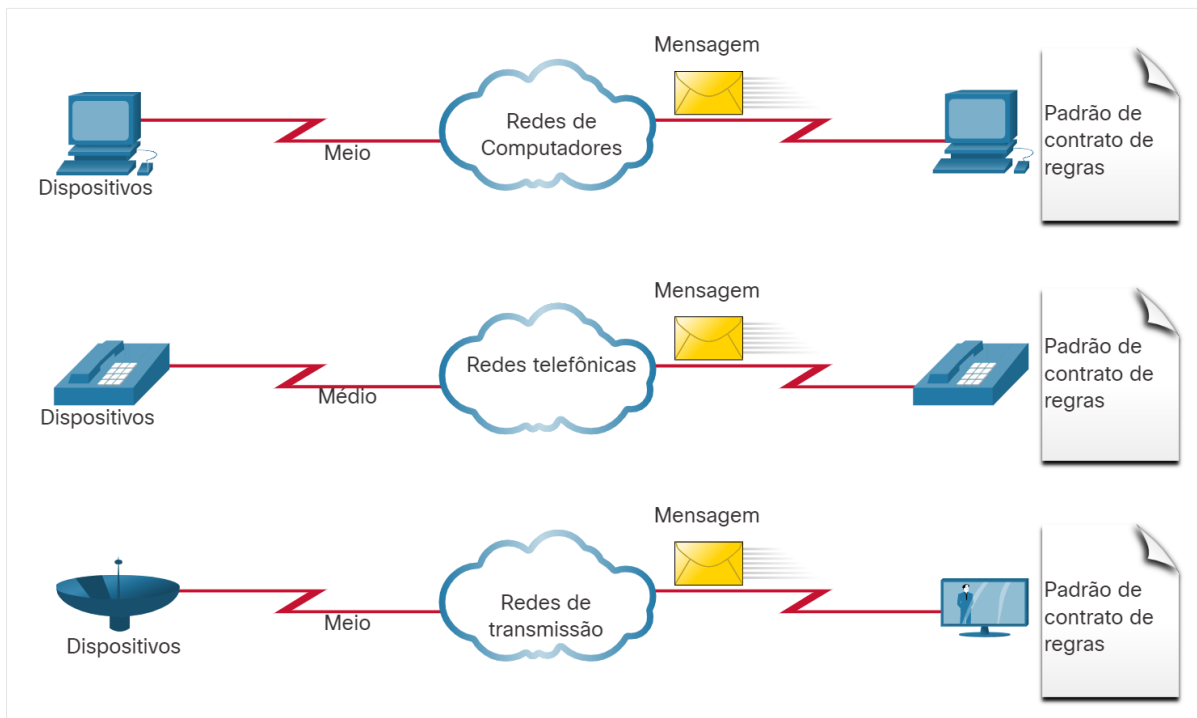 Mensagem
Redes de
Computadores
Meio
Dispositivos
Padrão de
contrato de
regras
Mensagem
Redes telefônicas
Médio
Dispositivos
Padrão de
contrato de
regras
Mensagem
Redes de
transmissão
Meio
Dispositivos
Padrão de
contrato de
regras